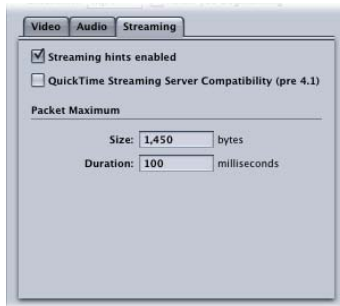 Video Audio Streaming
Streaming hints enabled
QuickTime Streaming Server Compatibility (pre 4.1)
Packet Maximum
Size: 1,450 bytes
Duration: 100 milliseconds